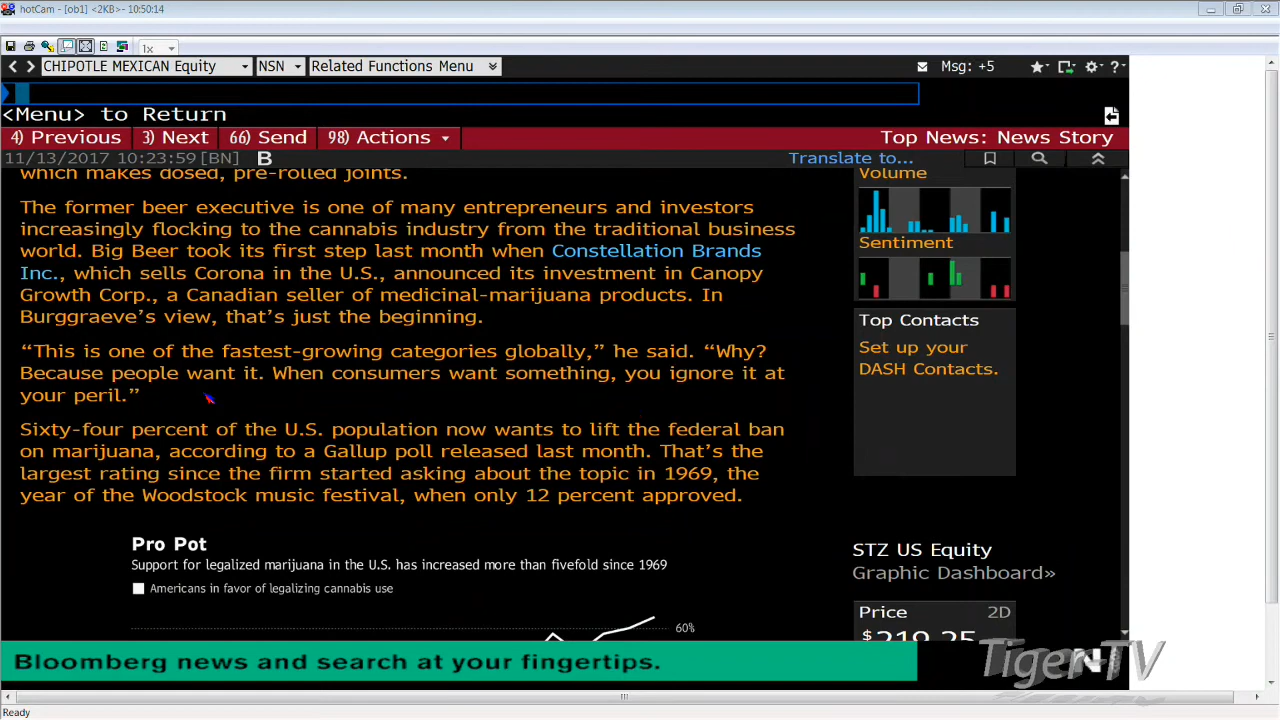 hotCam - [ob1] <2KB>- 10:50:14
1x
CHIPOTLE MEXICAN Equity NSN Related Functions Menu Msg: +5
<Menu> to Return
4) Previous 3) Next 66) Send 98) Actions Top News: News Story
11/13/2017 10:23:59 [BN] B Translate to...
which makes dosed, pre-rolled joints.
The former beer executive is one of many entrepreneurs and investors
increasingly flocking to the cannabis industry from the traditional business
world. Big Beer took its first step last month when Constellation Brands
Inc., which sells Corona in the U.S., announced its investment in Canopy
Growth Corp., a Canadian seller of medicinal-marijuana products. In
Burggraeve’s view, that’s just the beginning.
“This is one of the fastest-growing categories globally,” he said. “Why?
Because people want it. When consumers want something, you ignore it at
your peril.”
Sixty-four percent of the U.S. population now wants to lift the federal ban
on marijuana, according to a Gallup poll released last month. That’s the
largest rating since the firm started asking about the topic in 1969, the
year of the Woodstock music festival, when only 12 percent approved.
Pro Pot
Support for legalized marijuana in the U.S. has increased more than fivefold since 1969
Americans in favor of legalizing cannabis use
60%
Volume
Sentiment
Top Contacts
Set up your
DASH Contacts.
STZ US Equity
Graphic Dashboard»
Price 2D
$219.25
Bloomberg news and search at your fingertips.
Tiger-TV
N
Ready